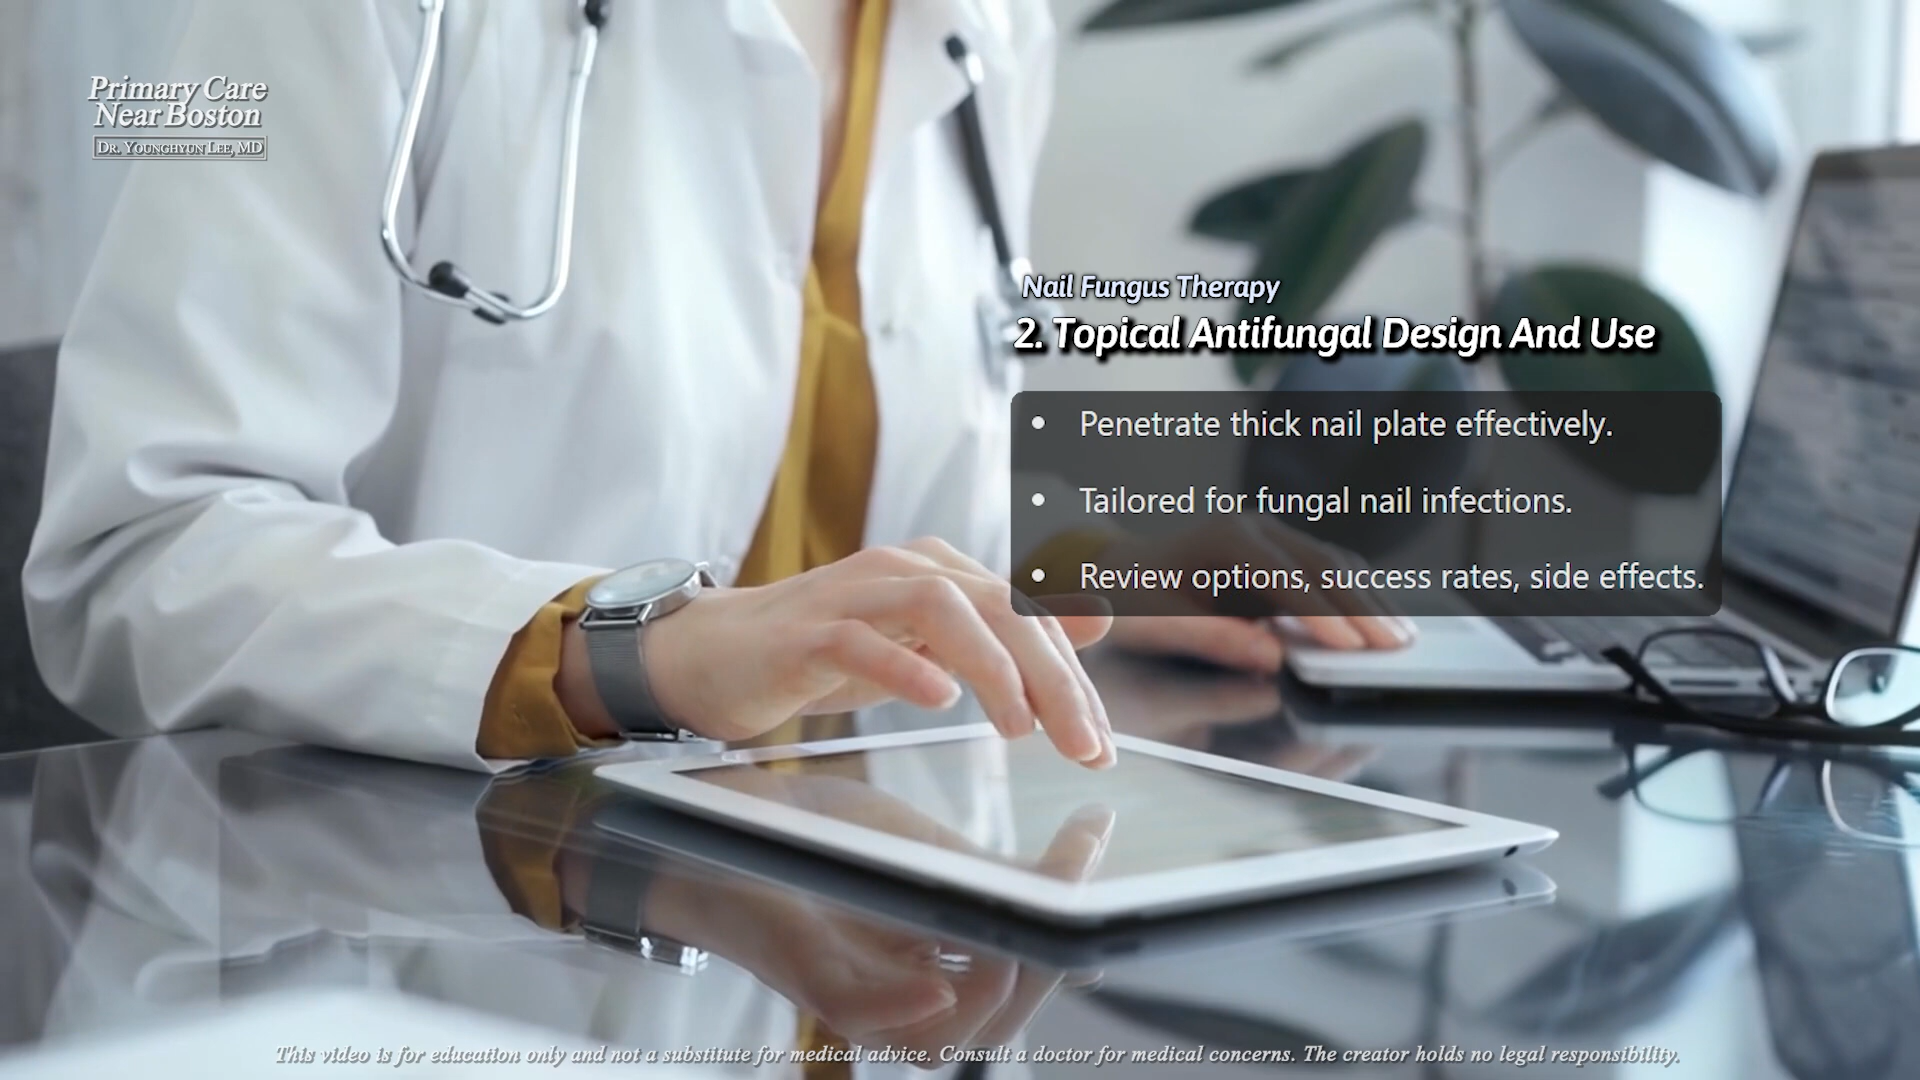 Primary Care
Near Boston
Dr. Younghyun Lee, MD
Nail Fungus Therapy
2. Topical Antifungal Design And Use
• Penetrate thick nail plate effectively.
• Tailored for fungal nail infections.
• Review options, success rates, side effects.
This video is for education only and not a substitute for medical advice. Consult a doctor for medical concerns. The creator holds no legal responsibility.